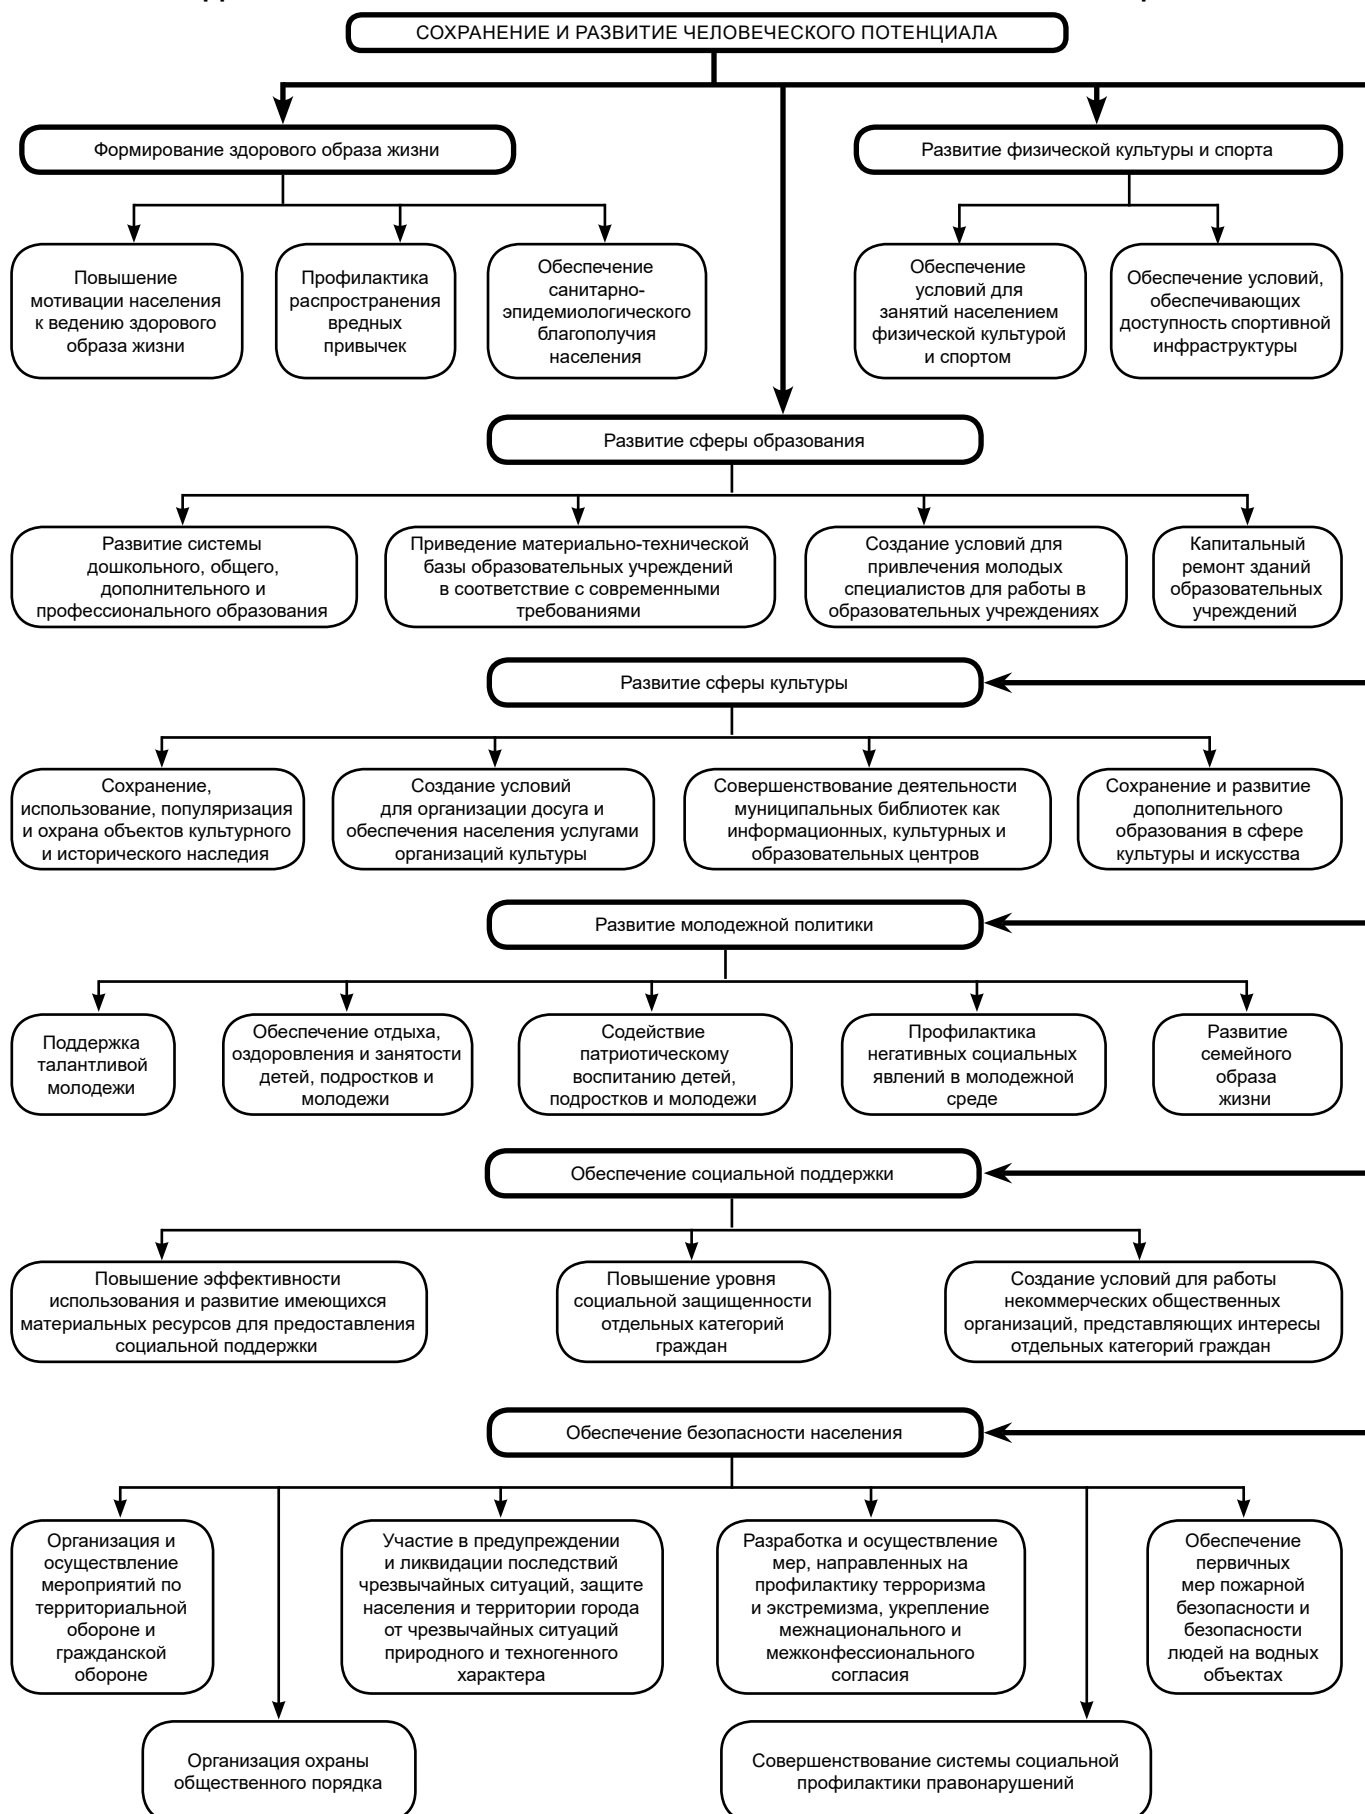 СОХРАНЕНИЕ И РАЗВИТИЕ ЧЕЛОВЕЧЕСКОГО ПОТЕНЦИАЛА
Формирование здорового образа жизни
Развитие физической культуры и спорта
Повышение
мотивации населения
к ведению здорового
образа жизни
Профилактика
распространения
вредных
привычек
Обеспечение
санитарно-
эпидемиологического
благополучия
населения
Обеспечение
условий для
занятий населением
физической культурой
и спортом
Обеспечение условий,
обеспечивающих
доступность спортивной
инфраструктуры
Развитие сферы образования
Развитие системы
дошкольного, общего,
дополнительного и
профессионального образования
Приведение материально-технической
базы образовательных учреждений
в соответствие с современными
требованиями
Создание условий для
привлечения молодых
специалистов для работы в
образовательных учреждениях
Капитальный
ремонт зданий
образовательных
учреждений
Развитие сферы культуры
Сохранение,
использование, популяризация
и охрана объектов культурного
и исторического наследия
Создание условий
для организации досуга и
обеспечения населения услугами
организаций культуры
Совершенствование деятельности
муниципальных библиотек как
информационных, культурных и
образовательных центров
Сохранение и развитие
дополнительного
образования в сфере
культуры и искусства
Развитие молодежной политики
Поддержка
талантливой
молодежи
Обеспечение отдыха,
оздоровления и занятости
детей, подростков и
молодежи
Содействие
патриотическому
воспитанию детей,
подростков и молодежи
Профилактика
негативных социальных
явлений в молодежной
среде
Развитие
семейного
образа
жизни
Обеспечение социальной поддержки
Повышение эффективности
использования и развитие имеющихся
материальных ресурсов для предоставления
социальной поддержки
Повышение уровня
социальной защищенности
отдельных категорий
граждан
Создание условий для работы
некоммерческих общественных
организаций, представляющих интересы
отдельных категорий граждан
Обеспечение безопасности населения
Организация и
осуществление
мероприятий по
территориальной
обороне и
гражданской
обороне
Участие в предупреждении
и ликвидации последствий
чрезвычайных ситуаций, защите
населения и территории города
от чрезвычайных ситуаций
природного и техногенного
характера
Разработка и осуществление
мер, направленных на
профилактику терроризма
и экстремизма, укрепление
межнационального и
межконфессионального
согласия
Обеспечение
первичных
мер пожарной
безопасности и
безопасности
людей на водных
объектах
Организация охраны
общественного порядка
Совершенствование системы социальной
профилактики правонарушений